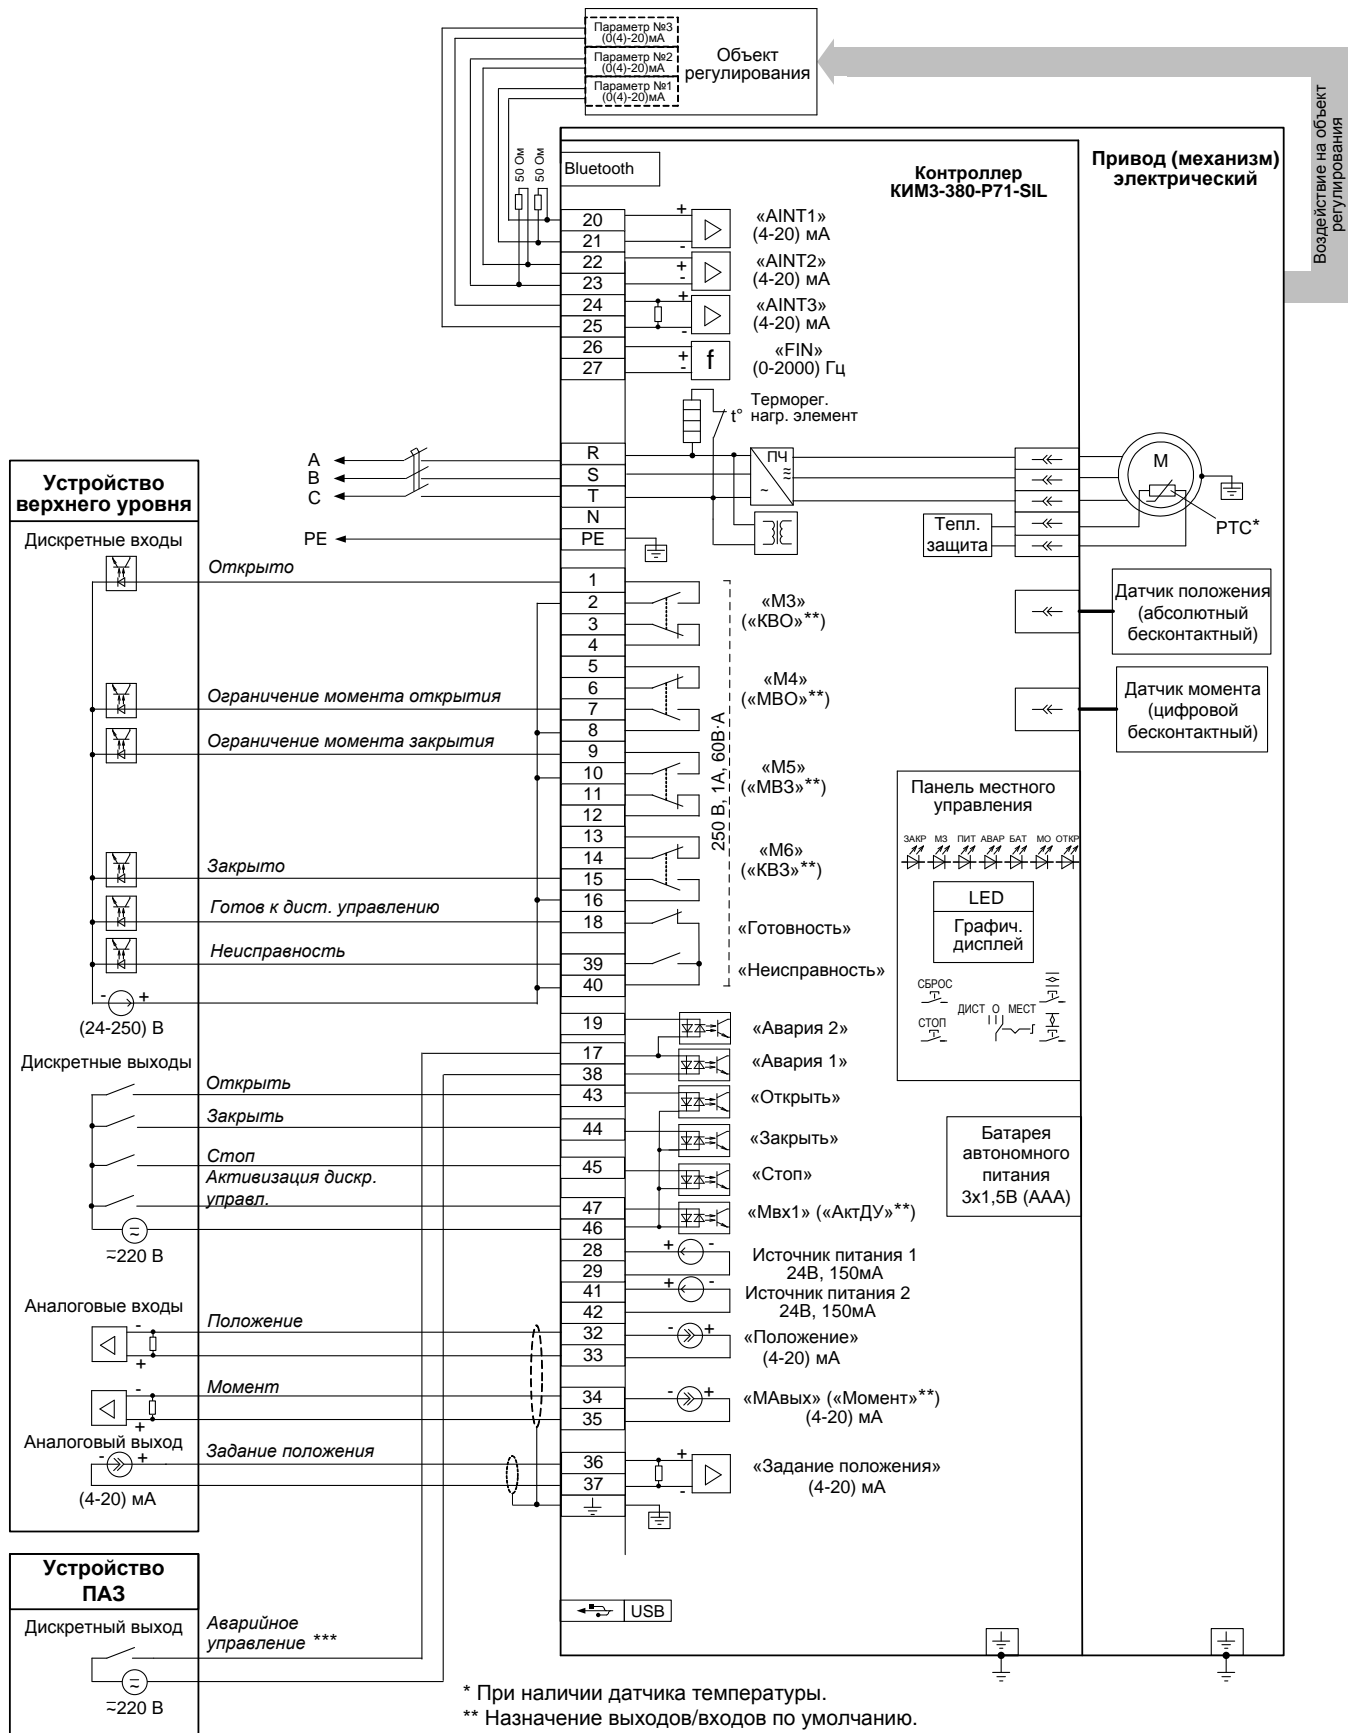 Параметр №3
(0(4)-20)мА
Параметр №2
(0(4)-20)мА
Параметр №1
(0(4)-20)мА
Объект
регулирования
Воздействие на объект
регулирования
50 Ом
50 Ом
Bluetooth
Контроллер
КИМ3-380-Р71-SIL
Привод (механизм)
электрический
20
21
22
23
24
25
26
27
+
-
«AINT1»
(4-20) мА
+
-
«AINT2»
(4-20) мА
+
-
«AINT3»
(4-20) мА
+
-
f
«FIN»
(0-2000) Гц
t°
Терморег.
нагр. элемент
A
B
C
PE
R
S
T
N
PE
ПЧ
≈
~
M
PTC*
Тепл.
защита
Датчик положения
(абсолютный
бесконтактный)
Датчик момента
(цифровой
бесконтактный)
Устройство
верхнего уровня
Дискретные входы
Открыто
Ограничение момента открытия
Ограничение момента закрытия
Закрыто
Готов к дист. управлению
Неисправность
- +
(24-250) В
1
2
3
4
5
6
7
8
9
10
11
12
13
14
15
16
18
39
40
«М3»
(«КВО»**)
«М4»
(«МВО»**)
«М5»
(«МВЗ»**)
«М6»
(«КВЗ»**)
«Готовность»
«Неисправность»
250 В, 1А, 60В·А
Панель местного
управления
ЗАКР МЗ ПИТ АВАР БАТ МО ОТКР
LED
Графич.
дисплей
СБРОС
СТОП
ДИСТ О МЕСТ
Дискретные выходы
Открыть
Закрыть
Стоп
Активизация дискр.
управл.
≂220 В
19
17
38
43
44
45
47
46
28
29
41
42
32
33
34
35
36
37
«Авария 2»
«Авария 1»
«Открыть»
«Закрыть»
«Стоп»
«Мвх1» («АктДУ»**)
+ -
Источник питания 1
24В, 150мА
+ -
Источник питания 2
24В, 150мА
- +
«Положение»
(4-20) мА
- +
«МАвых» («Момент»**)
(4-20) мА
+
-
«Задание положения»
(4-20) мА
Батарея
автономного
питания
3х1,5В (ААА)
Аналоговые входы
-
+
Положение
-
+
Момент
Аналоговый выход
- +
Задание положения
(4-20) мА
Устройство
ПАЗ
Дискретный выход
Аварийное
управление ***
≂220 В
USB
* При наличии датчика температуры.
** Назначение выходов/входов по умолчанию.